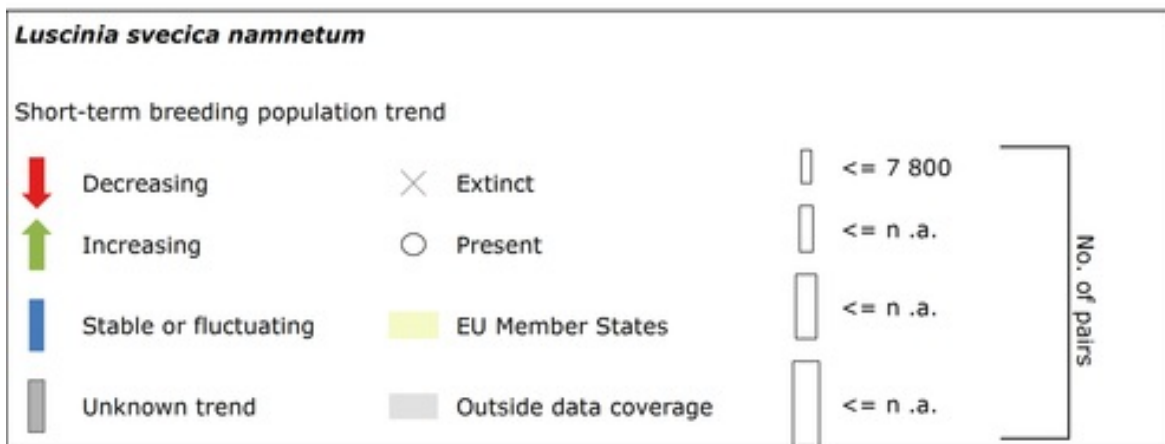 Luscinia svecica namnetum
Short-term breeding population trend
Decreasing
Extinct
<= 7 800
Increasing
Present
<= n .a.
Stable or fluctuating
EU Member States
<= n .a.
Unknown trend
Outside data coverage
<= n .a.
No. of pairs